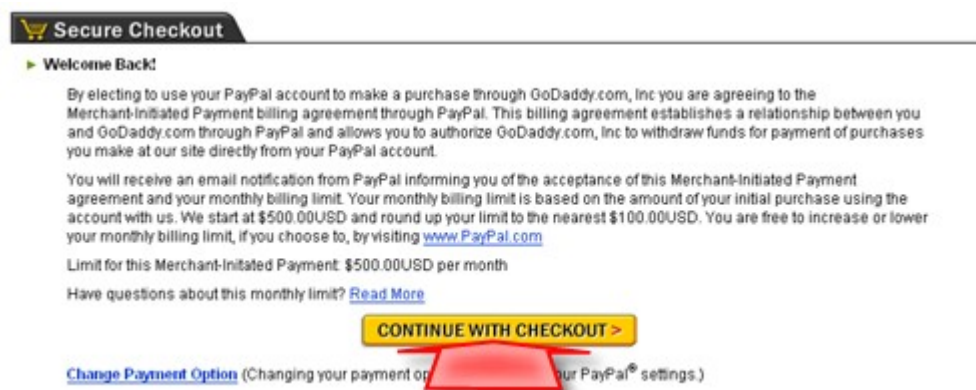 Secure Checkout
Welcome Back!
By electing to use your PayPal account to make a purchase through GoDaddy.com, Inc you are agreeing to the
Merchant-Initiated Payment billing agreement through PayPal. This billing agreement establishes a relationship between you
and GoDaddy.com through PayPal and allows you to authorize GoDaddy.com, Inc to withdraw funds for payment of purchases
you make at our site directly from your PayPal account.
You will receive an email notification from PayPal informing you of the acceptance of this Merchant-Initiated Payment
agreement and your monthly billing limit. Your monthly billing limit is based on the amount of your initial purchase using the
account with us. We start at $500.00USD and round up your limit to the nearest $100.00USD. You are free to increase or lower
your monthly billing limit, if you choose to, by visiting www.PayPal.com
Limit for this Merchant-Initated Payment: $500.00USD per month
Have questions about this monthly limit? Read More
CONTINUE WITH CHECKOUT >
Change Payment Option (Changing your payment PayPal® settings.)